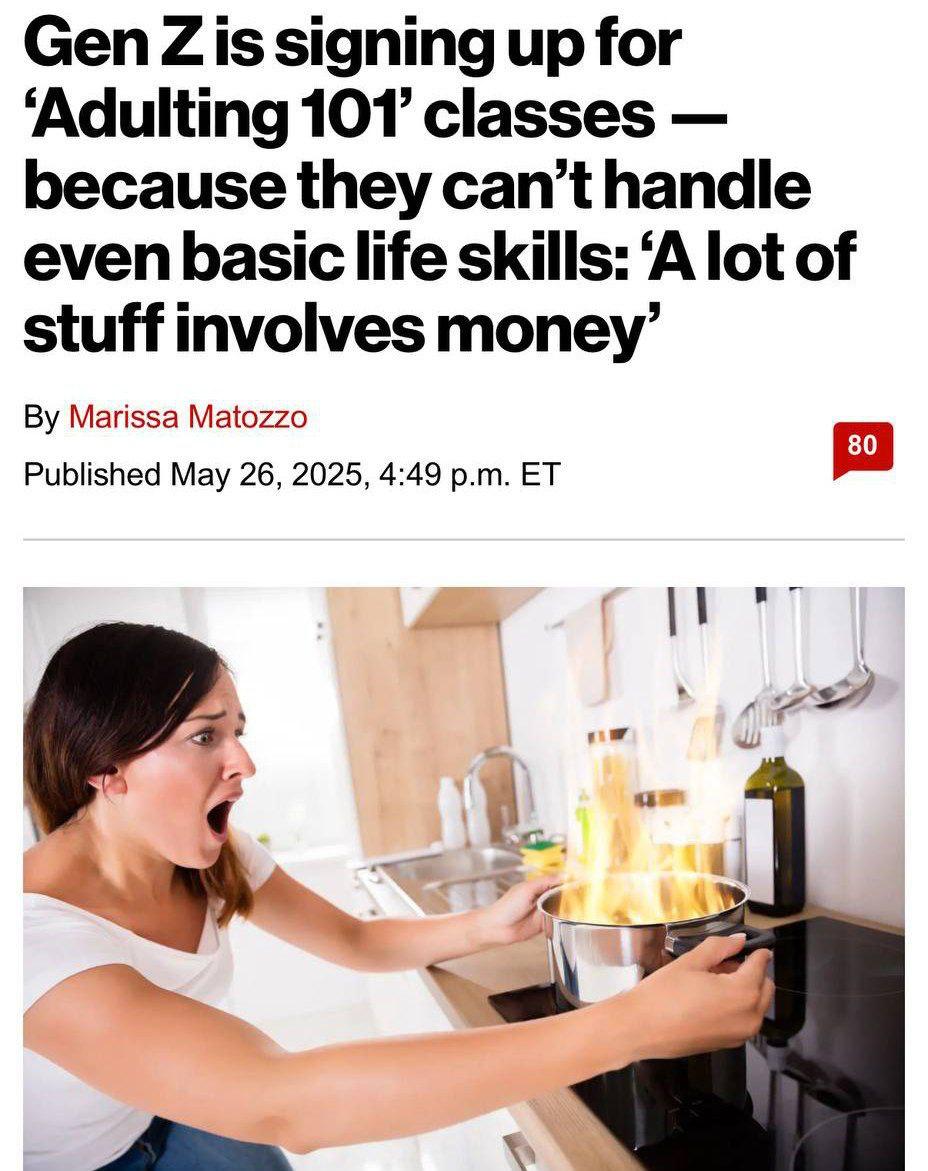 Gen Z is signing up for
‘Adulting 101’ classes —
because they can’t handle
even basic life skills: ‘A lot of
stuff involves money’
By Marissa Matozzo
80
Published May 26, 2025, 4:49 p.m. ET